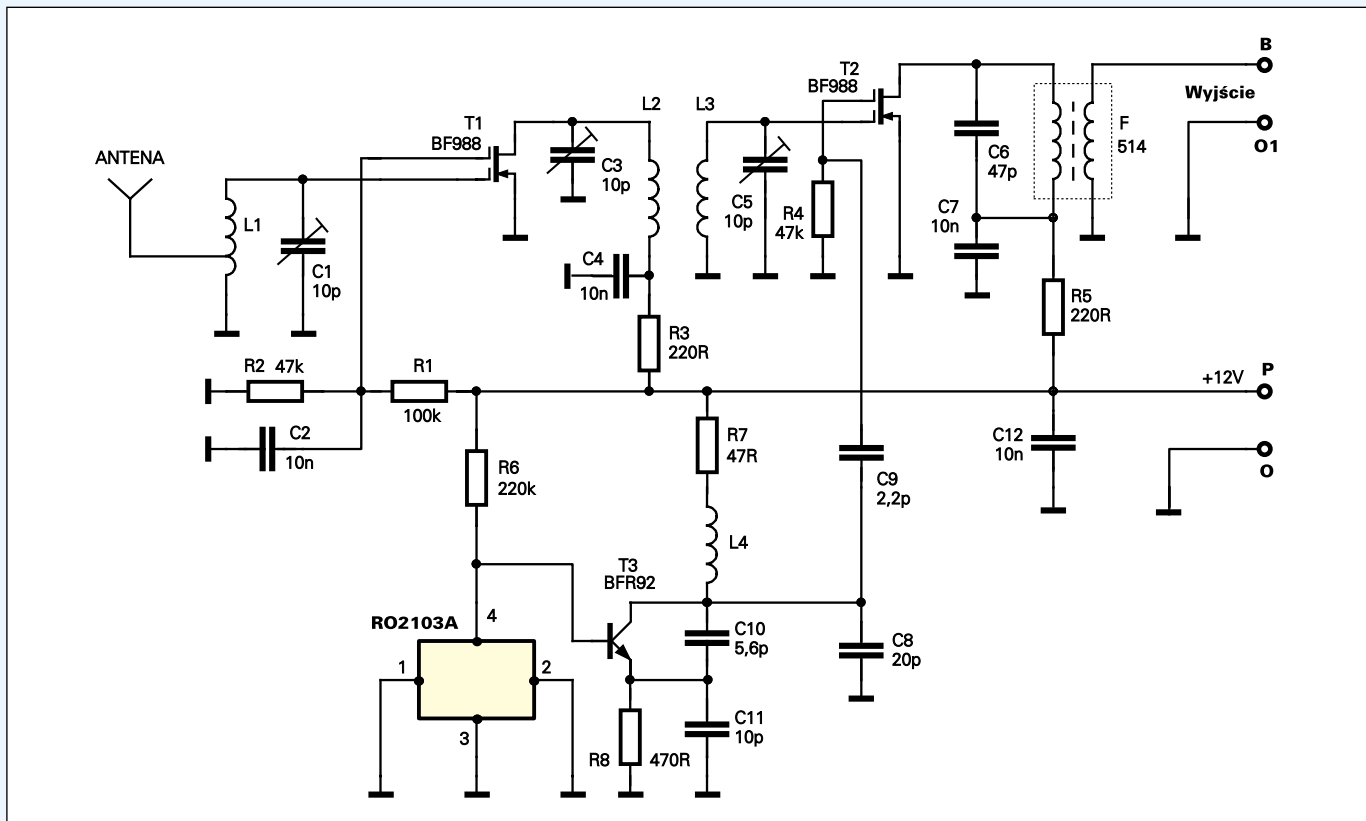 ANTENA
L1
C1
10p
T1
BF988
C3
10p
L2
L3
C4
10n
R3
220R
C5
10p
R4
47k
T2
BF988
C6
47p
C7
10n
F
514
B
Wyjście
O1
R5
220R
R2 47k
R1
100k
C2
10n
+12V
P
R6
220k
R7
47R
C9
2,2p
C12
10n
O
L4
T3
BFR92
RO2103A
4
1
2
3
C10
5,6p
C8
20p
C11
10p
R8 470R